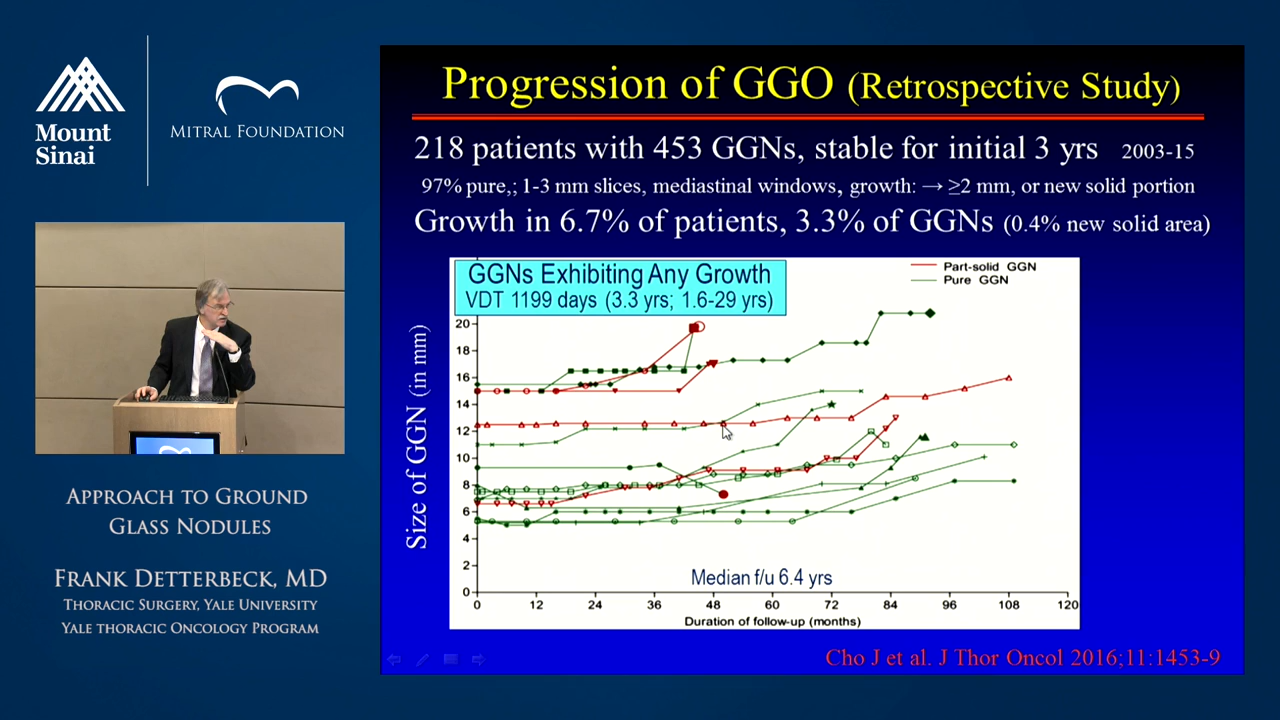 Mount
Sinai
MITRAL FOUNDATION
APPROACH TO GROUND
GLASS NODULES
FRANK DETTERBECK, MD
THORACIC SURGERY, YALE UNIVERSITY
YALE THORACIC ONCOLOGY PROGRAM
Progression of GGO (Retrospective Study)
218 patients with 453 GGNs, stable for initial 3 yrs 2003-15
97% pure,; 1-3 mm slices, mediastinal windows, growth: → ≥2 mm, or new solid portion
Growth in 6.7% of patients, 3.3% of GGNs (0.4% new solid area)
GGNs Exhibiting Any Growth
VDT 1199 days (3.3 yrs; 1.6-29 yrs)
Part-solid GGN
Pure GGN
Size of GGN (in mm)
20
18
16
14
12
10
8
6
4
2
0
Median f/u 6.4 yrs
0 12 24 36 48 60 72 84 96 108 120
Duration of follow-up (months)
Cho J et al. J Thor Oncol 2016;11:1453-9